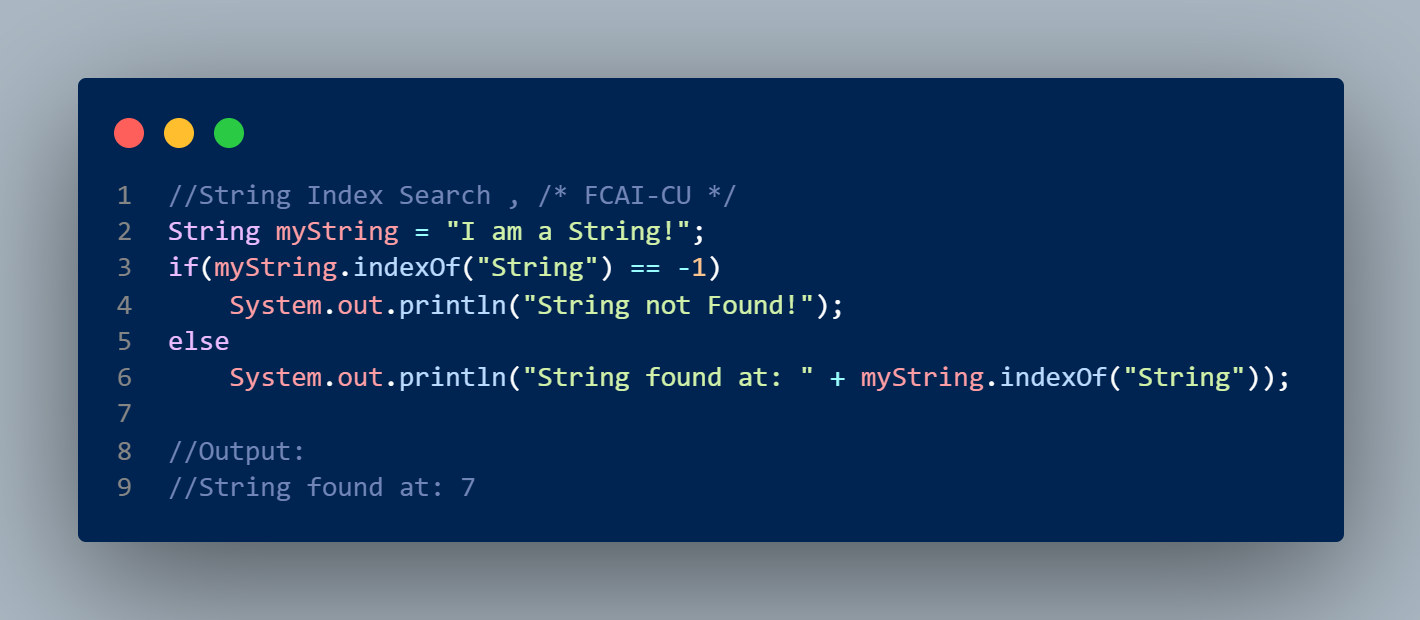 1 //String Index Search , /* FCAI-CU */
2 String myString = "I am a String!";
3 if(myString.indexOf("String") == -1)
4     System.out.println("String not Found!");
5 else
6     System.out.println("String found at: " + myString.indexOf("String"));
7
8 //Output:
9 //String found at: 7